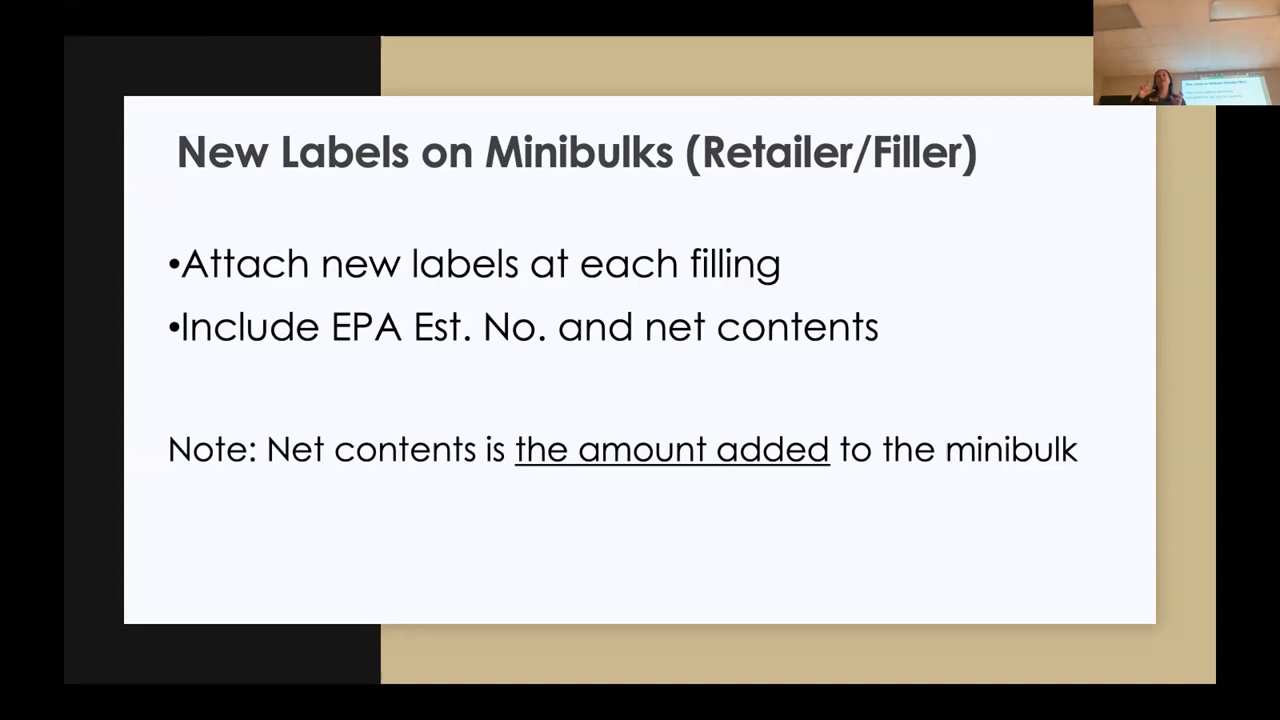 New Labels on Minibulks (Retailer/Filler)
•Attach new labels at each filling
•Include EPA Est. No. and net contents
Note: Net contents is the amount added to the minibulk